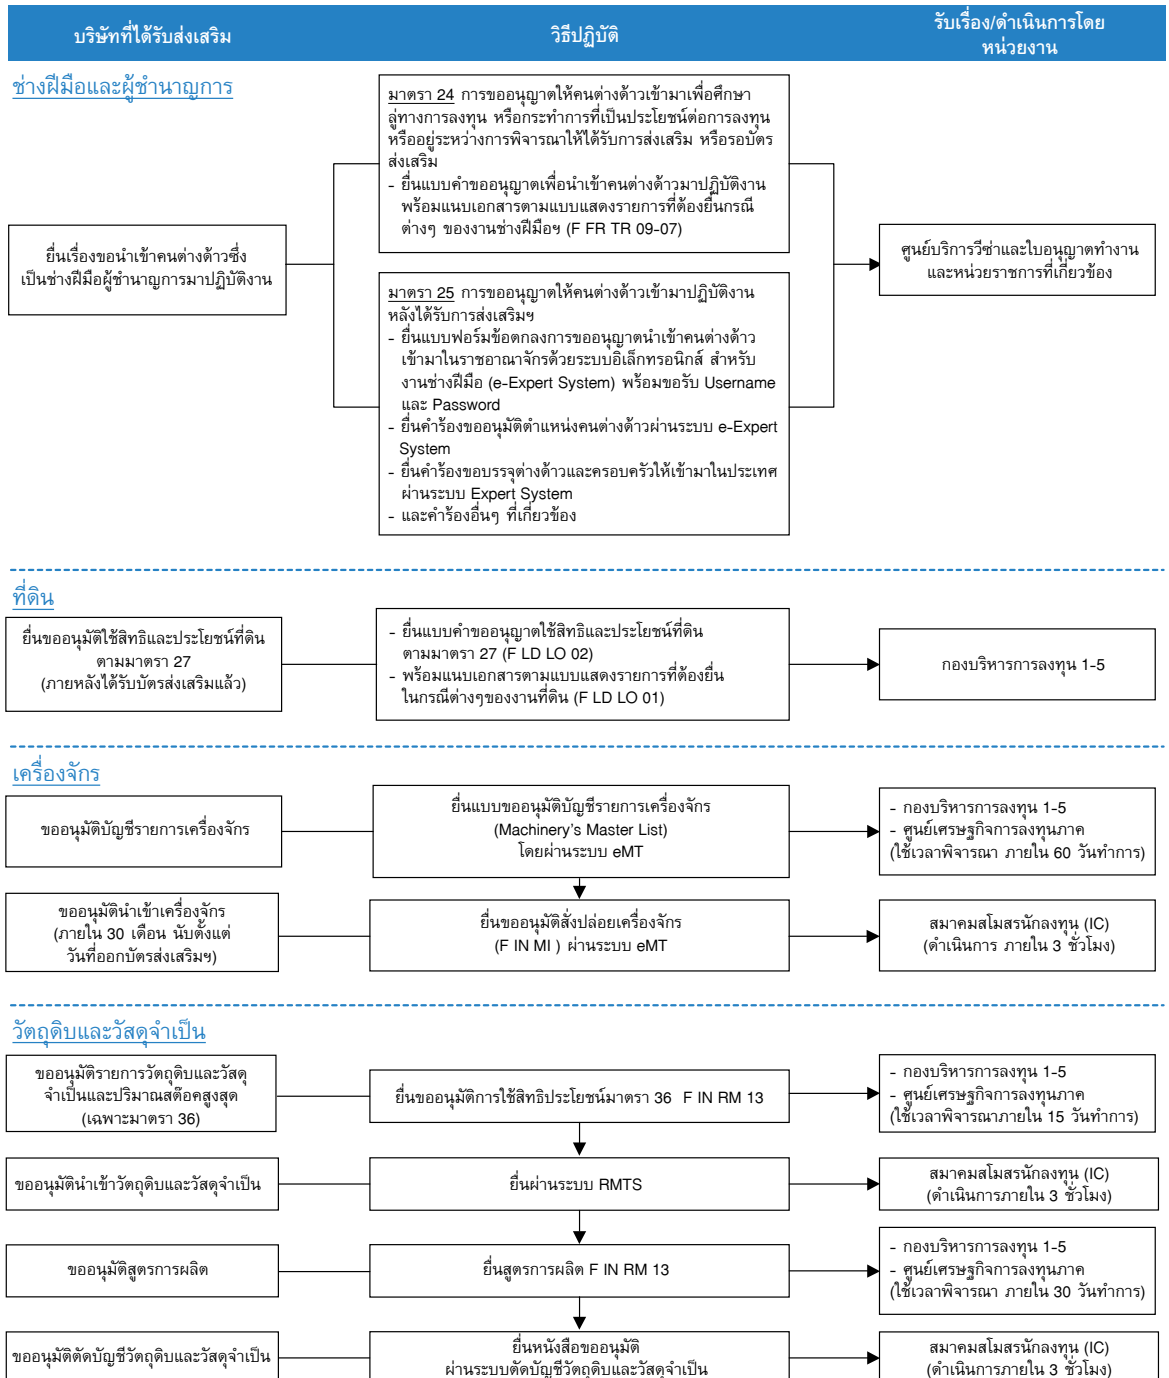 บริษัทที่ได้รับส่งเสริม
วิธีปฏิบัติ
รับเรื่อง/ดำเนินการโดย
หน่วยงาน
ช่างฝีมือและผู้ชำนาญการ
ยื่นเรื่องขอนำเข้าคนต่างด้าวซึ่ง
เป็นช่างฝีมือผู้ชำนาญการมาปฏิบัติงาน
มาตรา 24 การขออนุญาตให้คนต่างด้าวเข้ามาเพื่อศึกษา
ลู่ทางการลงทุน หรือกระทำการที่เป็นประโยชน์ต่อการลงทุน
หรืออยู่ระหว่างการพิจารณาให้ได้รับการส่งเสริม หรือรอบัตร
ส่งเสริม
- ยื่นแบบคำขออนุญาตเพื่อนำเข้าคนต่างด้าวมาปฏิบัติงาน
พร้อมแนบเอกสารตามแบบแสดงรายการที่ต้องยื่นกรณี
ต่างๆ ของงานช่างฝีมือฯ (F FR TR 09-07)
มาตรา 25 การขออนุญาตให้คนต่างด้าวเข้ามาปฏิบัติงาน
หลังได้รับการส่งเสริมฯ
- ยื่นแบบฟอร์มข้อตกลงการขออนุญาตนำเข้าคนต่างด้าว
เข้ามาในราชอาณาจักรด้วยระบบอิเล็กทรอนิกส์ สำหรับ
งานช่างฝีมือ (e-Expert System) พร้อมขอรับ Username
และ Password
- ยื่นคำร้องขออนุมัติตำแหน่งคนต่างด้าวผ่านระบบ e-Expert
System
- ยื่นคำร้องขอบรรจุต่างด้าวและครอบครัวให้เข้ามาในประเทศ
ผ่านระบบ Expert System
- และคำร้องอื่นๆ ที่เกี่ยวข้อง
ศูนย์บริการวีซ่าและใบอนุญาตทำงาน
และหน่วยราชการที่เกี่ยวข้อง
ที่ดิน
ยื่นขออนุมัติใช้สิทธิและประโยชน์ที่ดิน
ตามมาตรา 27
(ภายหลังได้รับบัตรส่งเสริมแล้ว)
- ยื่นแบบคำขออนุญาตใช้สิทธิและประโยชน์ที่ดิน
ตามมาตรา 27 (F LD LO 02)
- พร้อมแนบเอกสารตามแบบแสดงรายการที่ต้องยื่น
ในกรณีต่างๆของงานที่ดิน (F LD LO 01)
กองบริหารการลงทุน 1-5
เครื่องจักร
ขออนุมัติบัญชีรายการเครื่องจักร
ยื่นแบบขออนุมัติบัญชีรายการเครื่องจักร
(Machinery's Master List)
โดยผ่านระบบ eMT
- กองบริหารการลงทุน 1-5
- ศูนย์เศรษฐกิจการลงทุนภาค
(ใช้เวลาพิจารณา ภายใน 60 วันทำการ)
ขออนุมัตินำเข้าเครื่องจักร
(ภายใน 30 เดือน นับตั้งแต่
วันที่ออกบัตรส่งเสริมฯ)
ยื่นขออนุมัติสั่งปล่อยเครื่องจักร
(F IN MI ) ผ่านระบบ eMT
สมาคมสโมสรนักลงทุน (IC)
(ดำเนินการ ภายใน 3 ชั่วโมง)
วัตถุดิบและวัสดุจำเป็น
ขออนุมัติรายการวัตถุดิบและวัสดุ
จำเป็นและปริมาณสต๊อคสูงสุด
(เฉพาะมาตรา 36)
ยื่นขออนุมัติการใช้สิทธิประโยชน์มาตรา 36 F IN RM 13
- กองบริหารการลงทุน 1-5
- ศูนย์เศรษฐกิจการลงทุนภาค
(ใช้เวลาพิจารณาภายใน 15 วันทำการ)
ขออนุมัตินำเข้าวัตถุดิบและวัสดุจำเป็น
ยื่นผ่านระบบ RMTS
สมาคมสโมสรนักลงทุน (IC)
(ดำเนินการภายใน 3 ชั่วโมง)
ขออนุมัติสูตรการผลิต
ยื่นสูตรการผลิต F IN RM 13
- กองบริหารการลงทุน 1-5
- ศูนย์เศรษฐกิจการลงทุนภาค
(ใช้เวลาพิจารณา ภายใน 30 วันทำการ)
ขออนุมัติตัดบัญชีวัตถุดิบและวัสดุจำเป็น
ยื่นหนังสือขออนุมัติ
ผ่านระบบตัดบัญชีวัตถุดิบและวัสดุจำเป็น
สมาคมสโมสรนักลงทุน (IC)
(ดำเนินการภายใน 3 ชั่วโมง)